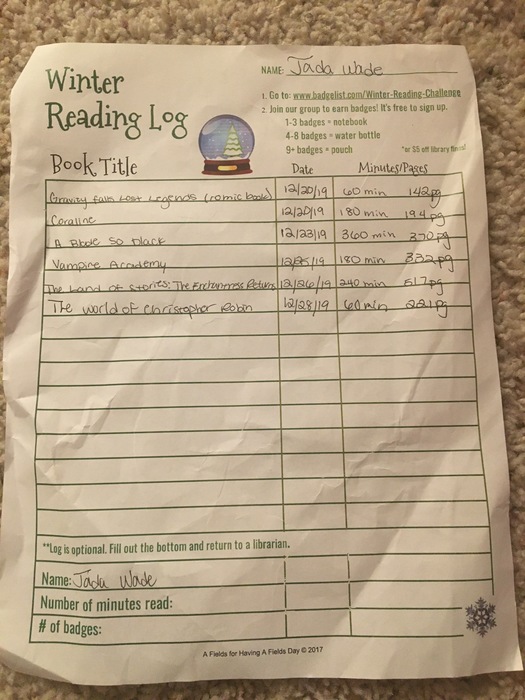 NAME: Jada Wade
Winter
Reading Log
1. Go to: www.badgelist.com/Winter-Reading-Challenge
2. Join our group to earn badges! It's free to sign up.
1-3 badges = notebook
4-8 badges = water bottle
9+ badges = pouch *or $5 off library fines!
Book Title Date Minutes/Pages
Gravity Falls Lost Legends (comic book) 12/20/19 60 min 142pg
Coraline 12/20/19 180 min 194pg
A Blade So Black 12/23/19 360 min 370pg
Vampire Academy 12/25/19 180 min 332pg
The Land of Stories: The Enchantress Returns 12/26/19 240 min 517pg
The World of Christopher Robin 12/28/19 60 min 221pg
**Log is optional. Fill out the bottom and return to a librarian.
Name: Jada Wade
Number of minutes read:
# of badges:
A Fields for Having A Fields Day © 2017